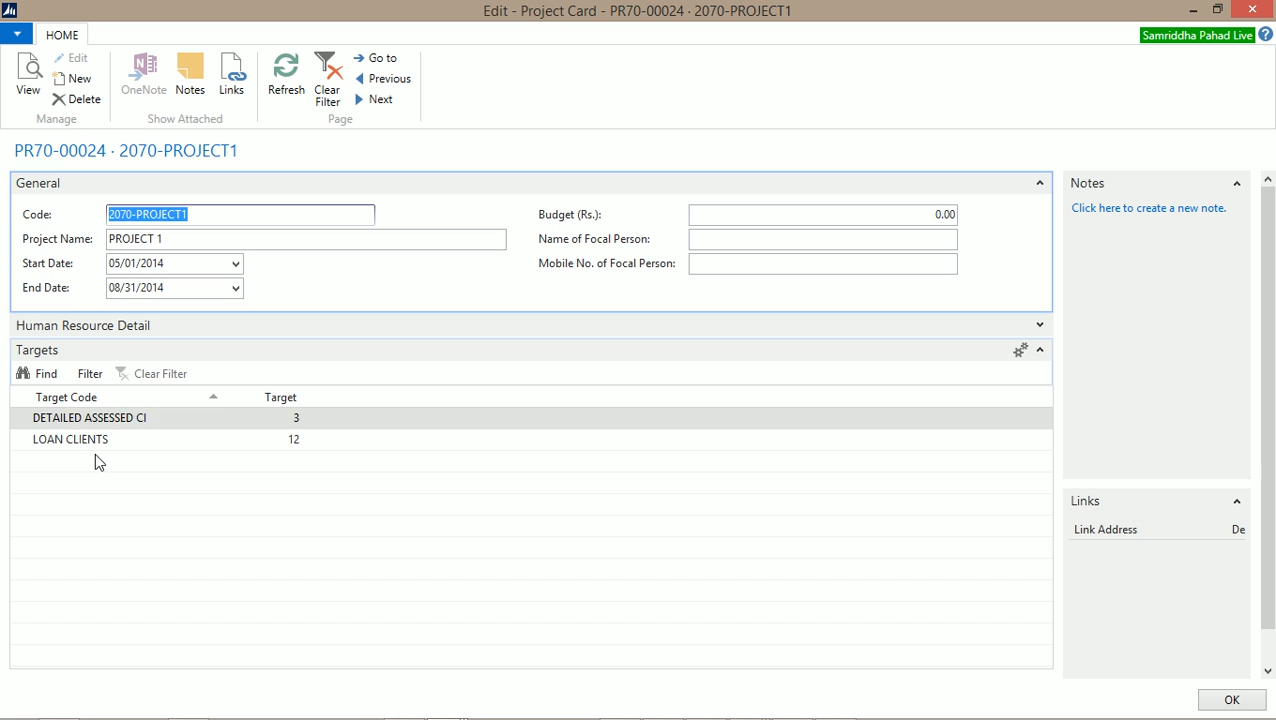 Edit - Project Card - PR70-00024 · 2070-PROJECT1
HOME
Samriddha Pahad Live
?
View
Edit
New
Delete
Manage
OneNote
Notes
Links
Show Attached
Refresh
Clear Filter
Go to
Previous
Next
Page
PR70-00024 · 2070-PROJECT1
General
Code: 2070-PROJECT1
Project Name: PROJECT 1
Start Date: 05/01/2014
End Date: 08/31/2014
Budget (Rs.): 0.00
Name of Focal Person:
Mobile No. of Focal Person:
Human Resource Detail
Targets
Find Filter Clear Filter
Target Code Target
DETAILED ASSESSED CI 3
LOAN CLIENTS 12
Notes
Click here to create a new note.
Links
Link Address De
OK